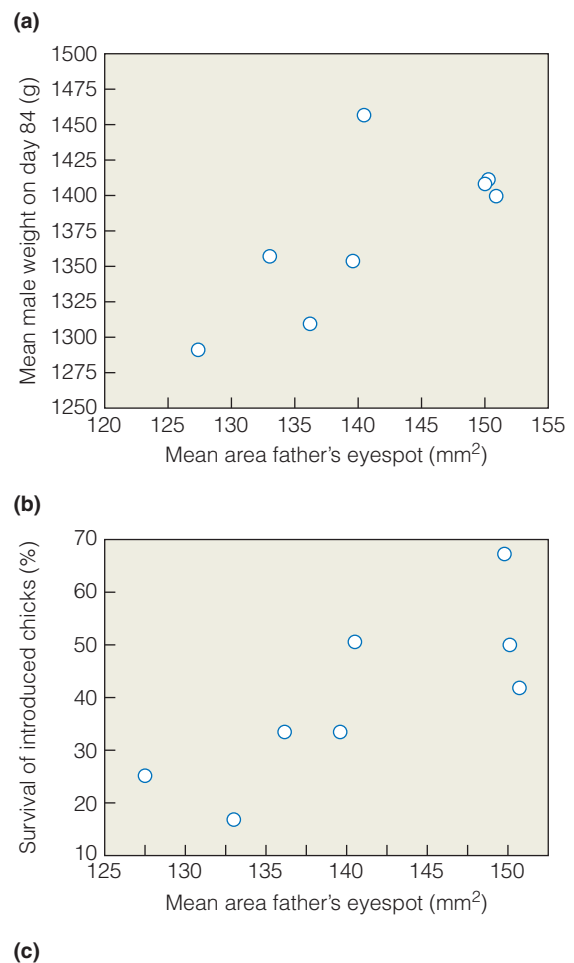 (a)
1500
1475
1450
1425
1400
1375
1350
1325
1300
1275
1250
Mean male weight on day 84 (g)
120 125 130 135 140 145 150 155
Mean area father's eyespot (mm²)
(b)
70
60
50
40
30
20
10
Survival of introduced chicks (%)
125 130 135 140 145 150
Mean area father's eyespot (mm²)
(c)